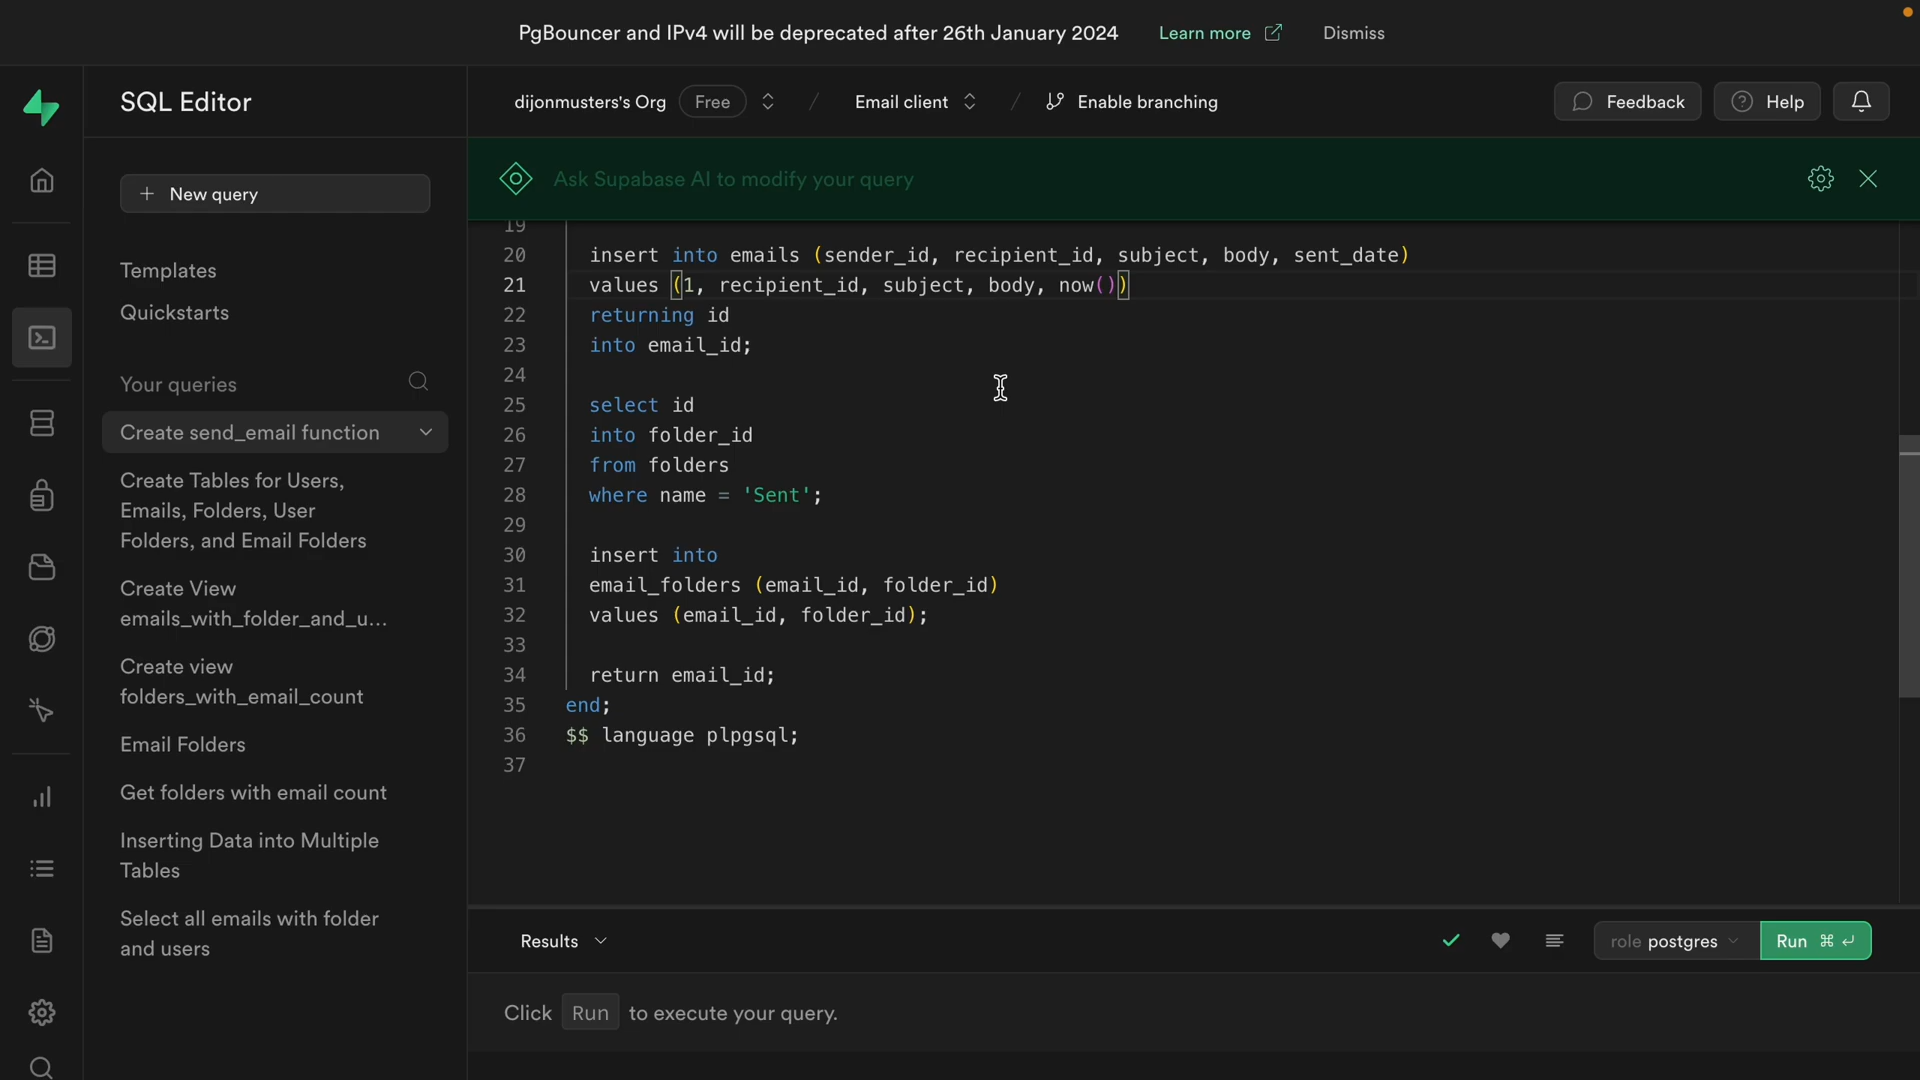 PgBouncer and IPv4 will be deprecated after 26th January 2024 Learn more Dismiss
SQL Editor
dijonmusters's Org Free / Email client / Enable branching
Feedback Help
New query
Ask Supabase AI to modify your query
Templates
Quickstarts
Your queries
Create send_email function
Create Tables for Users,
Emails, Folders, User
Folders, and Email Folders
Create View
emails_with_folder_and_u...
Create view
folders_with_email_count
Email Folders
Get folders with email count
Inserting Data into Multiple
Tables
Select all emails with folder
and users
19
20 insert into emails (sender_id, recipient_id, subject, body, sent_date)
21 values (1, recipient_id, subject, body, now())
22 returning id
23 into email_id;
24
25 select id
26 into folder_id
27 from folders
28 where name = 'Sent';
29
30 insert into
31 email_folders (email_id, folder_id)
32 values (email_id, folder_id);
33
34 return email_id;
35 end;
36 $$ language plpgsql;
37
Results
role postgres Run ⌘ ↵
Click Run to execute your query.